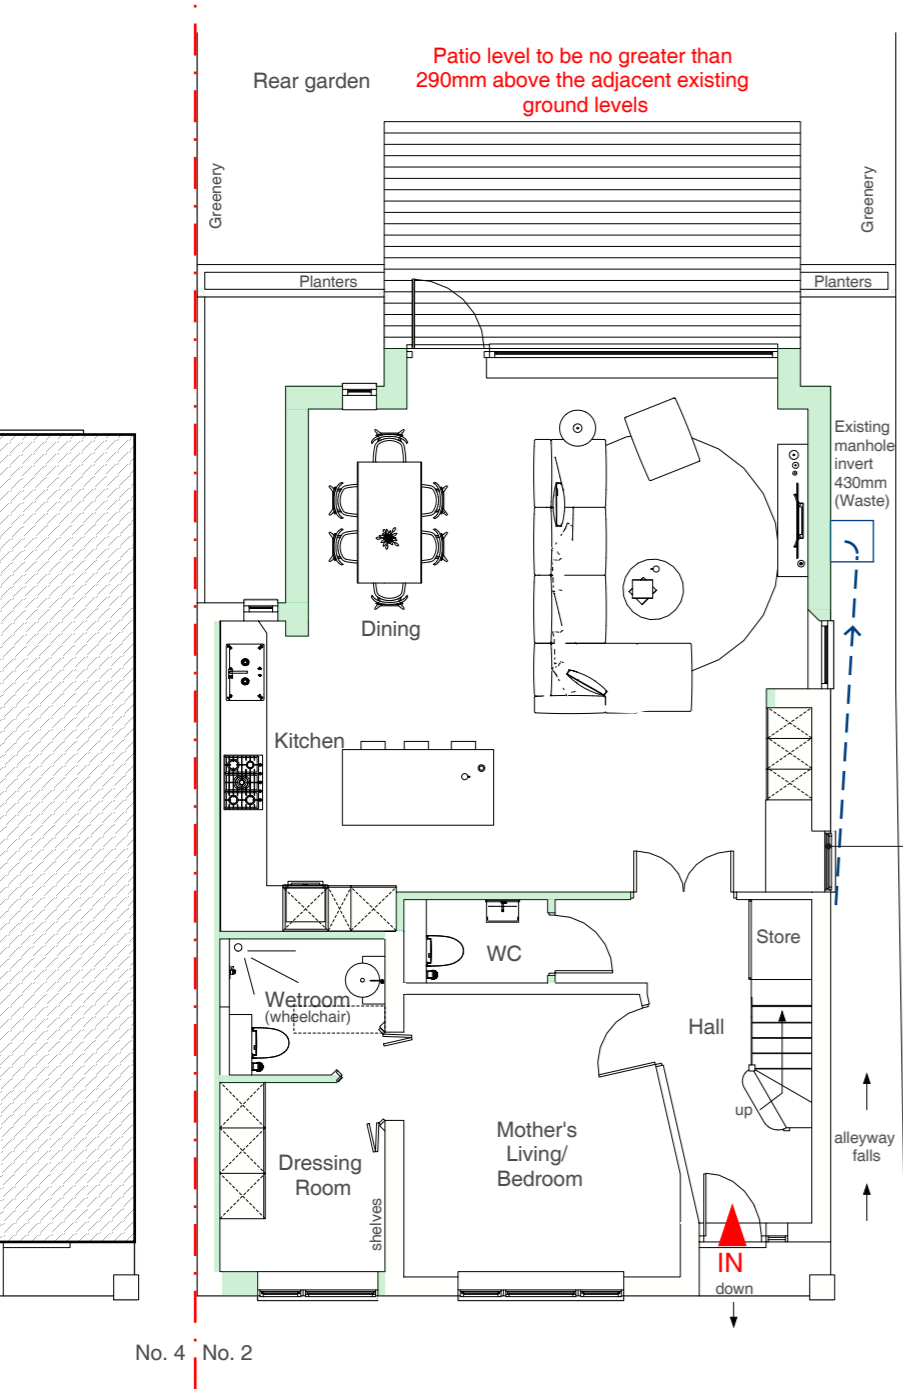 Patio level to be no greater than
290mm above the adjacent existing
ground levels
Rear garden
Greenery
Greenery
Planters
Planters
Existing
manhole
invert
430mm
(Waste)
Dining
Kitchen
WC
Store
Wetroom
(wheelchair)
Hall
up
Mother's
Living/
Bedroom
Dressing
Room
shelves
alleyway
falls
IN
down
No. 4
No. 2